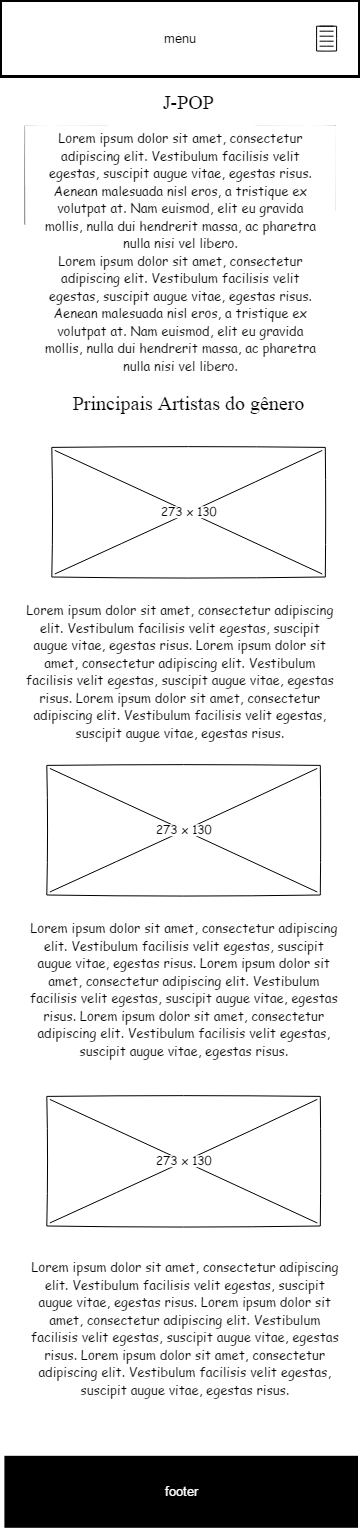 menu
J-POP
Lorem ipsum dolor sit amet, consectetur
adipiscing elit. Vestibulum facilisis velit
egestas, suscipit augue vitae, egestas risus.
Aenean malesuada nisl eros, a tristique ex
volutpat at. Nam euismod, elit eu gravida
mollis, nulla dui hendrerit massa, ac pharetra
nulla nisi vel libero.
Lorem ipsum dolor sit amet, consectetur
adipiscing elit. Vestibulum facilisis velit
egestas, suscipit augue vitae, egestas risus.
Aenean malesuada nisl eros, a tristique ex
volutpat at. Nam euismod, elit eu gravida
mollis, nulla dui hendrerit massa, ac pharetra
nulla nisi vel libero.
Principais Artistas do gênero
273 x 130
Lorem ipsum dolor sit amet, consectetur adipiscing
elit. Vestibulum facilisis velit egestas, suscipit
augue vitae, egestas risus. Lorem ipsum dolor sit
amet, consectetur adipiscing elit. Vestibulum
facilisis velit egestas, suscipit augue vitae, egestas
risus. Lorem ipsum dolor sit amet, consectetur
adipiscing elit. Vestibulum facilisis velit egestas,
suscipit augue vitae, egestas risus.
273 x 130
Lorem ipsum dolor sit amet, consectetur adipiscing
elit. Vestibulum facilisis velit egestas, suscipit
augue vitae, egestas risus. Lorem ipsum dolor sit
amet, consectetur adipiscing elit. Vestibulum
facilisis velit egestas, suscipit augue vitae, egestas
risus. Lorem ipsum dolor sit amet, consectetur
adipiscing elit. Vestibulum facilisis velit egestas,
suscipit augue vitae, egestas risus.
273 x 130
Lorem ipsum dolor sit amet, consectetur adipiscing
elit. Vestibulum facilisis velit egestas, suscipit
augue vitae, egestas risus. Lorem ipsum dolor sit
amet, consectetur adipiscing elit. Vestibulum
facilisis velit egestas, suscipit augue vitae, egestas
risus. Lorem ipsum dolor sit amet, consectetur
adipiscing elit. Vestibulum facilisis velit egestas,
suscipit augue vitae, egestas risus.
footer